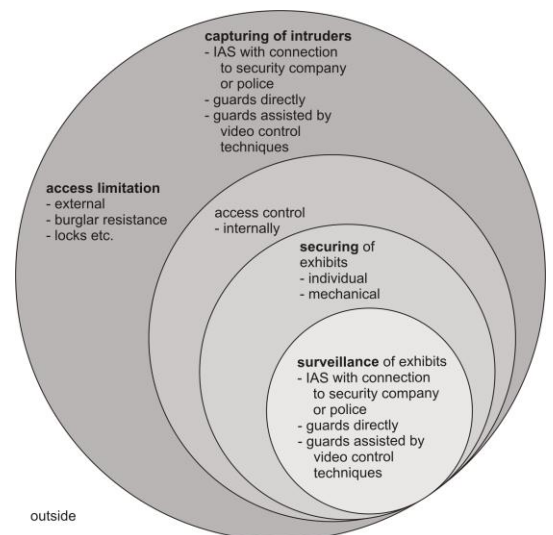 capturing of intruders
- IAS with connection
to security company
or police
- guards directly
- guards assisted by
video control
techniques
access limitation
- external
- burglar resistance
- locks etc.
access control
- internally
securing of
exhibits
- individual
- mechanical
surveillance of exhibits
- IAS with connection
to security company
or police
- guards directly
- guards assisted by
video control
techniques
outside